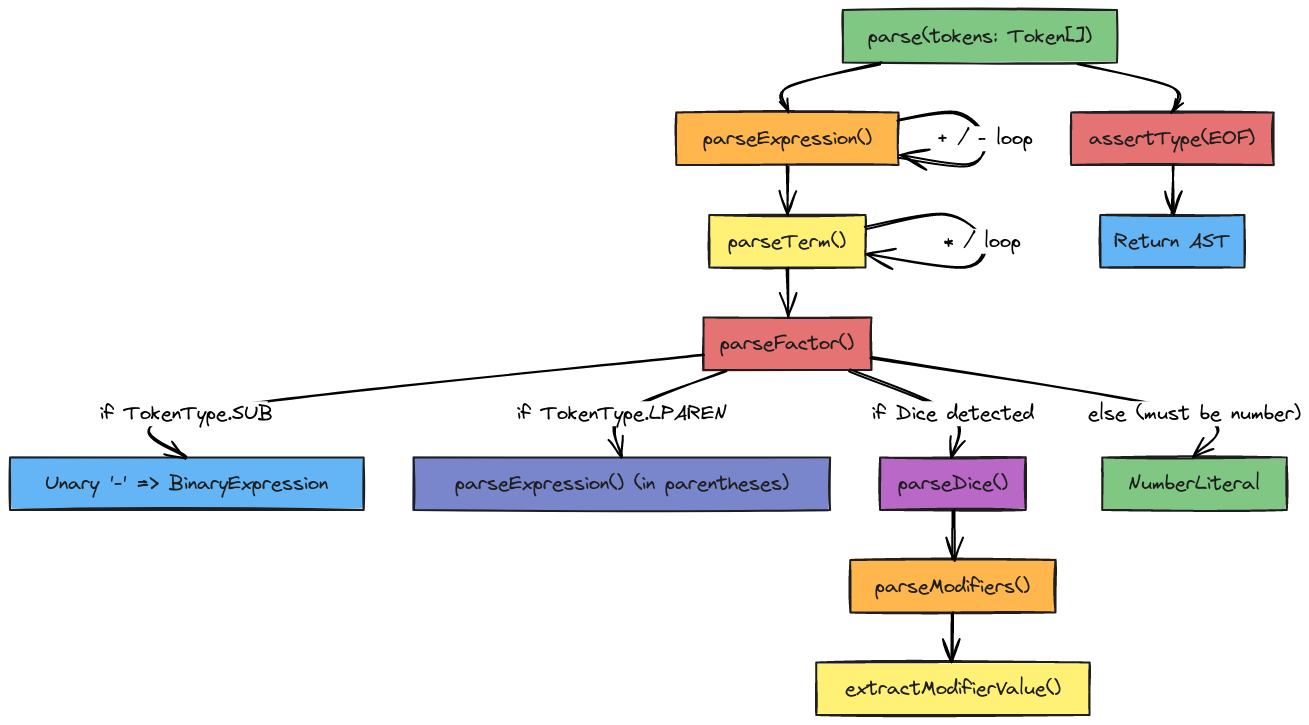 parse(tokens: Token[])
parseExpression()
+ / - loop
assertType(EOF)
parseTerm()
* / loop
Return AST
parseFactor()
if TokenType.SUB
if TokenType.LPAREN
if Dice detected
else (must be number)
Unary '-' => BinaryExpression
parseExpression() (in parentheses)
parseDice()
NumberLiteral
parseModifiers()
extractModifierValue()